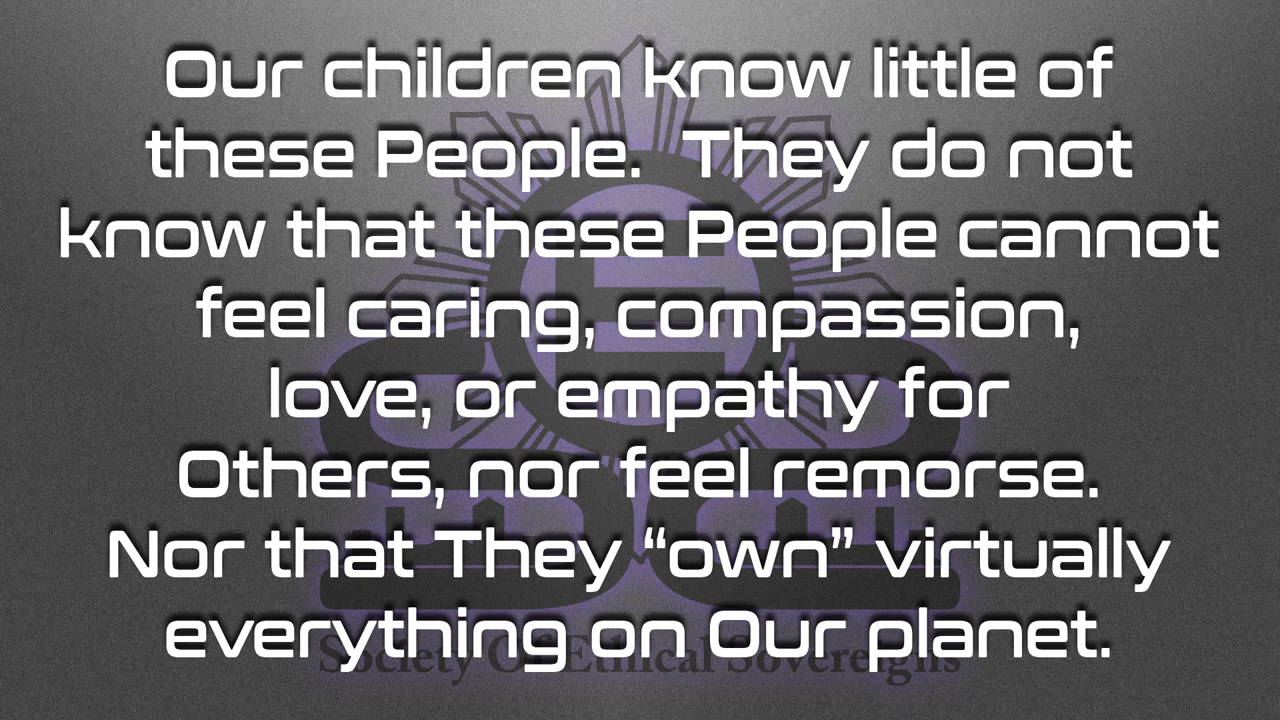 Our children know little of
these People.  They do not
know that these People cannot
feel caring, compassion,
love, or empathy for
Others, nor feel remorse.
Nor that They “own” virtually
everything on Our planet.
Society Of Ethical Sovereigns